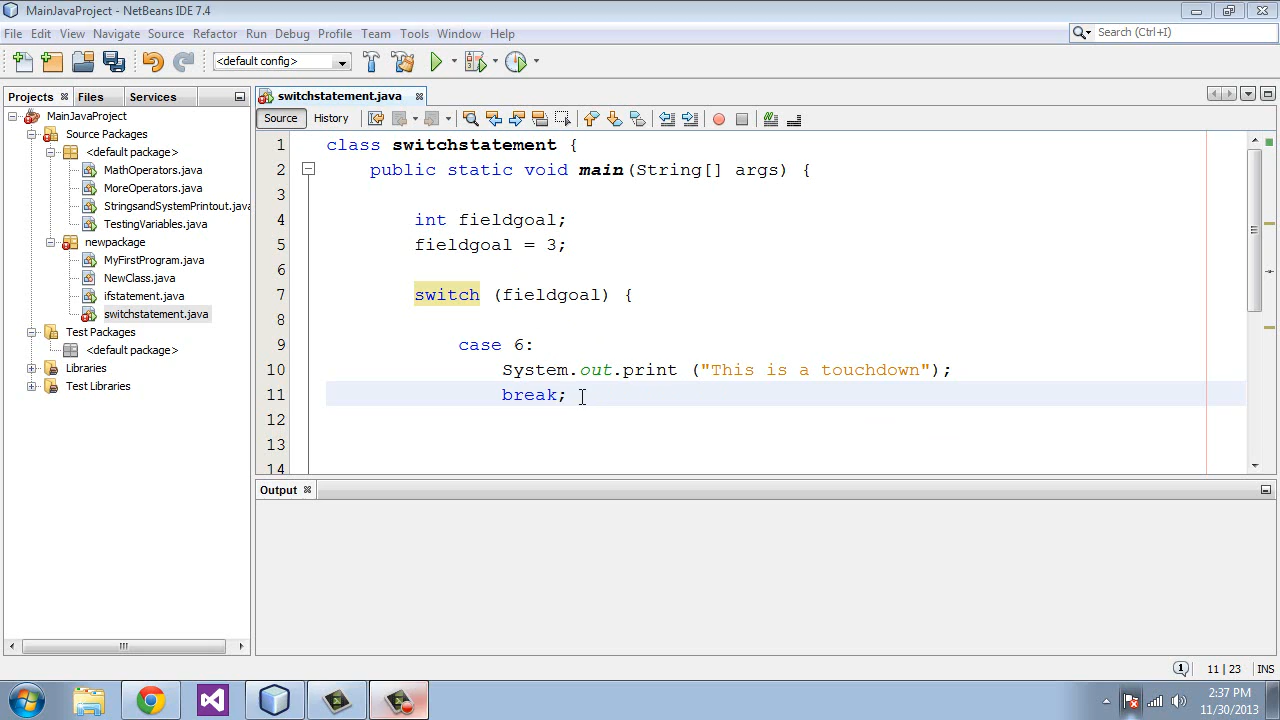 MainJavaProject - NetBeans IDE 7.4
File Edit View Navigate Source Refactor Run Debug Profile Team Tools Window Help
Search (Ctrl+I)
<default config>
Projects Files Services
switchstatement.java
Source History
MainJavaProject
Source Packages
<default package>
MathOperators.java
MoreOperators.java
StringsandSystemPrintout.java
TestingVariables.java
newpackage
MyFirstProgram.java
NewClass.java
ifstatement.java
switchstatement.java
Test Packages
<default package>
Libraries
Test Libraries
1 class switchstatement {
2 public static void main(String[] args) {
3
4 int fieldgoal;
5 fieldgoal = 3;
6
7 switch (fieldgoal) {
8
9 case 6:
10 System.out.print ("This is a touchdown");
11 break;
12
13
14
Output
11 | 23 INS
2:37 PM
11/30/2013